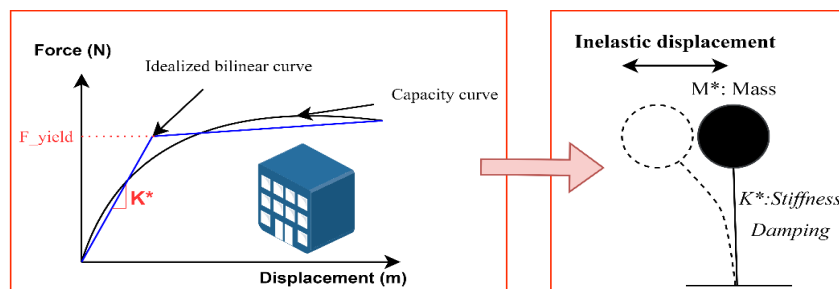 Force (N)
Idealized bilinear curve
Capacity curve
F_yield
K*
Displacement (m)
Inelastic displacement
M*: Mass
K*:Stiffness
Damping